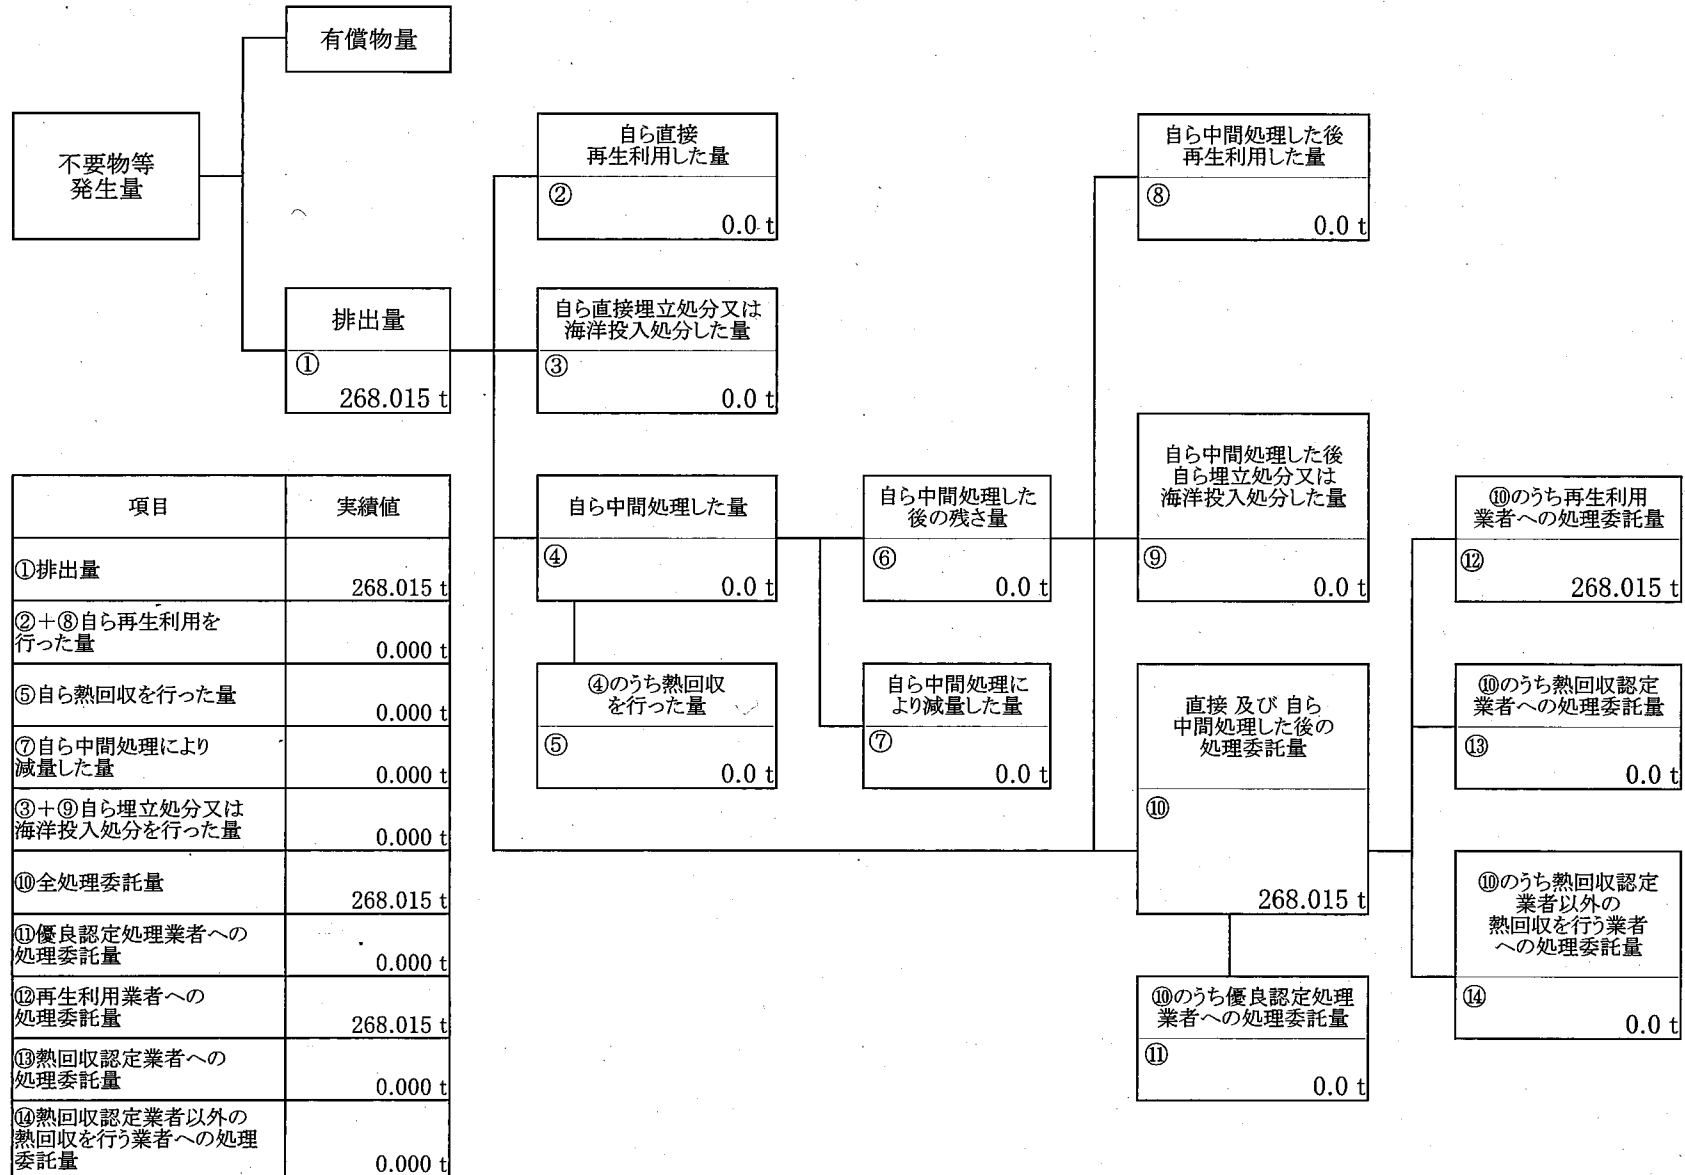 有償物量
不要物等
発生量
排出量
①
268.015 t
自ら直接
再生利用した量
②
0.0 t
自ら直接埋立処分又は
海洋投入処分した量
③
0.0 t
自ら中間処理した量
④
0.0 t
④のうち熱回収
を行った量
⑤
0.0 t
自ら中間処理した
後の残さ量
⑥
0.0 t
自ら中間処理に
より減量した量
⑦
0.0 t
自ら中間処理した後
再生利用した量
⑧
0.0 t
自ら中間処理した後
自ら埋立処分又は
海洋投入処分した量
⑨
0.0 t
直接 及び 自ら
中間処理した後の
処理委託量
⑩
268.015 t
⑩のうち優良認定処理
業者への処理委託量
⑪
0.0 t
⑩のうち再生利用
業者への処理委託量
⑫
268.015 t
⑩のうち熱回収認定
業者への処理委託量
⑬
0.0 t
⑩のうち熱回収認定
業者以外の
熱回収を行う業者
への処理委託量
⑭
0.0 t
項目 実績値
①排出量
268.015 t
②+⑧自ら再生利用を
行った量
0.000 t
⑤自ら熱回収を行った量
0.000 t
⑦自ら中間処理により
減量した量
0.000 t
③+⑨自ら埋立処分又は
海洋投入処分を行った量
0.000 t
⑩全処理委託量
268.015 t
⑪優良認定処理業者への
処理委託量
0.000 t
⑫再生利用業者への
処理委託量
268.015 t
⑬熱回収認定業者への
処理委託量
0.000 t
⑭熱回収認定業者以外の
熱回収を行う業者への処理
委託量
0.000 t